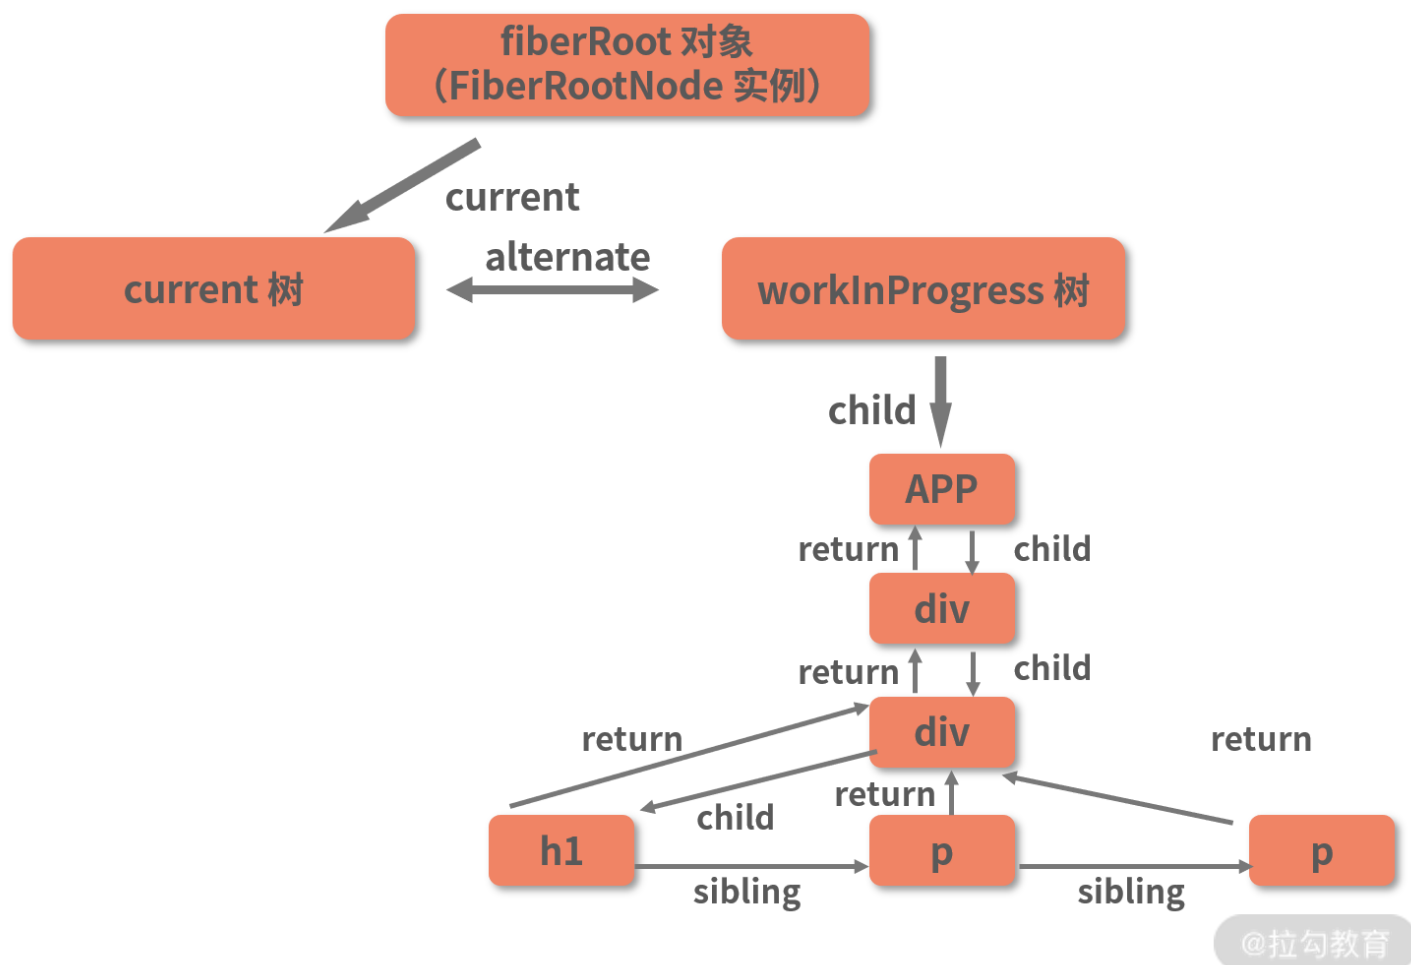 fiberRoot 对象
（FiberRootNode 实例）
current
alternate
current 树
workInProgress 树
child
APP
return
child
div
return
child
div
return
return
return
child
h1
p
p
sibling
sibling
@拉勾教育